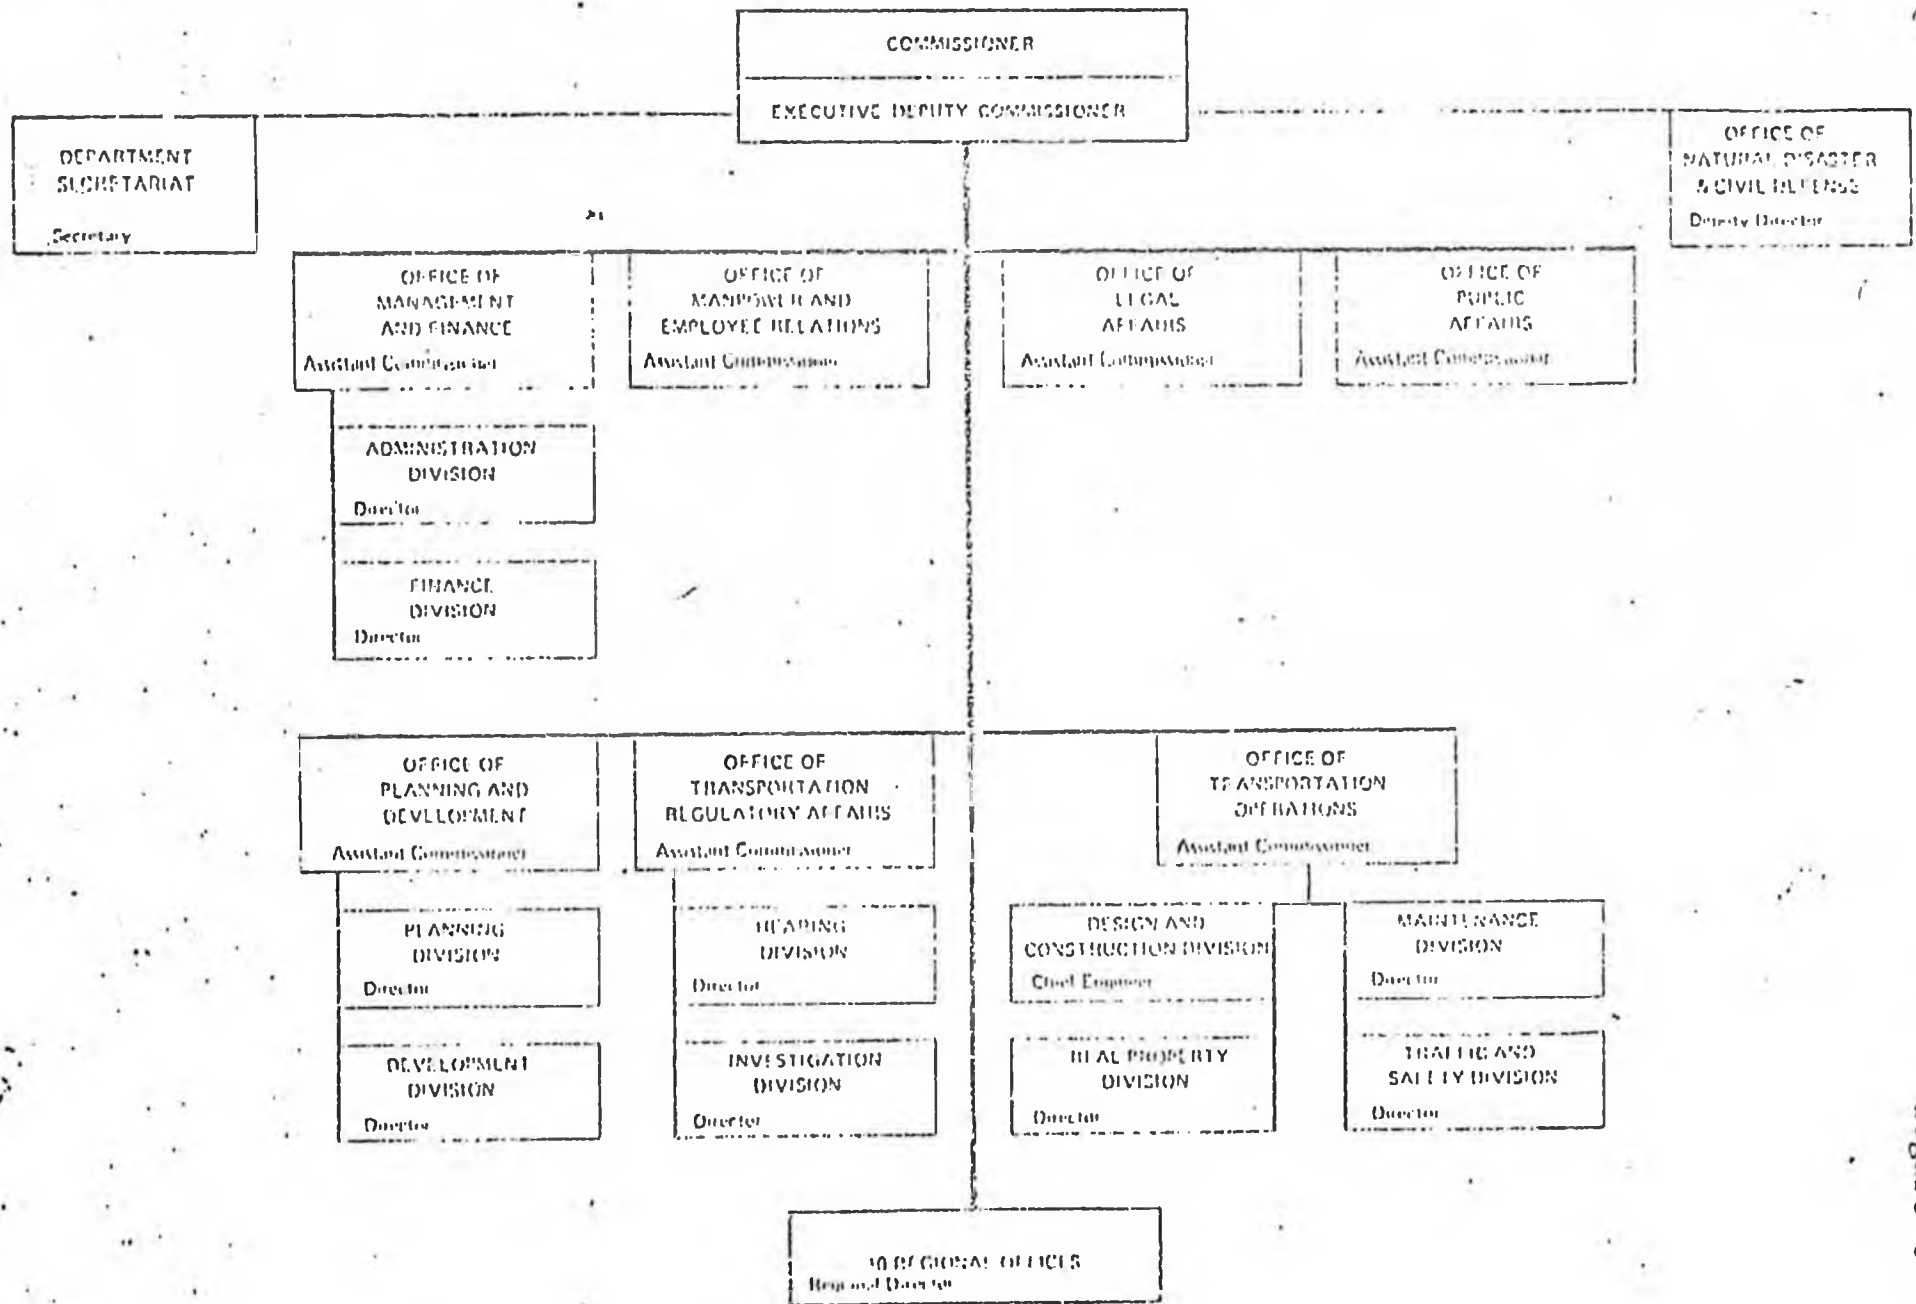 COMMISSIONER
EXECUTIVE DEPUTY COMMISSIONER
DEPARTMENT
SECRETARIAT
Secretary
OFFICE OF
NATURAL DISASTER
& CIVIL DEFENSE
Deputy Director
OFFICE OF
MANAGEMENT
AND FINANCE
Assistant Commissioner
OFFICE OF
MANPOWER AND
EMPLOYEE RELATIONS
Assistant Commissioner
OFFICE OF
LEGAL
AFFAIRS
Assistant Commissioner
OFFICE OF
PUBLIC
AFFAIRS
Assistant Commissioner
ADMINISTRATION
DIVISION
Director
FINANCE
DIVISION
Director
OFFICE OF
PLANNING AND
DEVELOPMENT
Assistant Commissioner
OFFICE OF
TRANSPORTATION
REGULATORY AFFAIRS
Assistant Commissioner
OFFICE OF
TRANSPORTATION
OPERATIONS
Assistant Commissioner
PLANNING
DIVISION
Director
HEARING
DIVISION
Director
DESIGN AND
CONSTRUCTION DIVISION
Chief Engineer
MAINTENANCE
DIVISION
Director
DEVELOPMENT
DIVISION
Director
INVESTIGATION
DIVISION
Director
REAL PROPERTY
DIVISION
Director
TRAFFIC AND
SAFETY DIVISION
Director
10 REGIONAL OFFICES
Regional Director